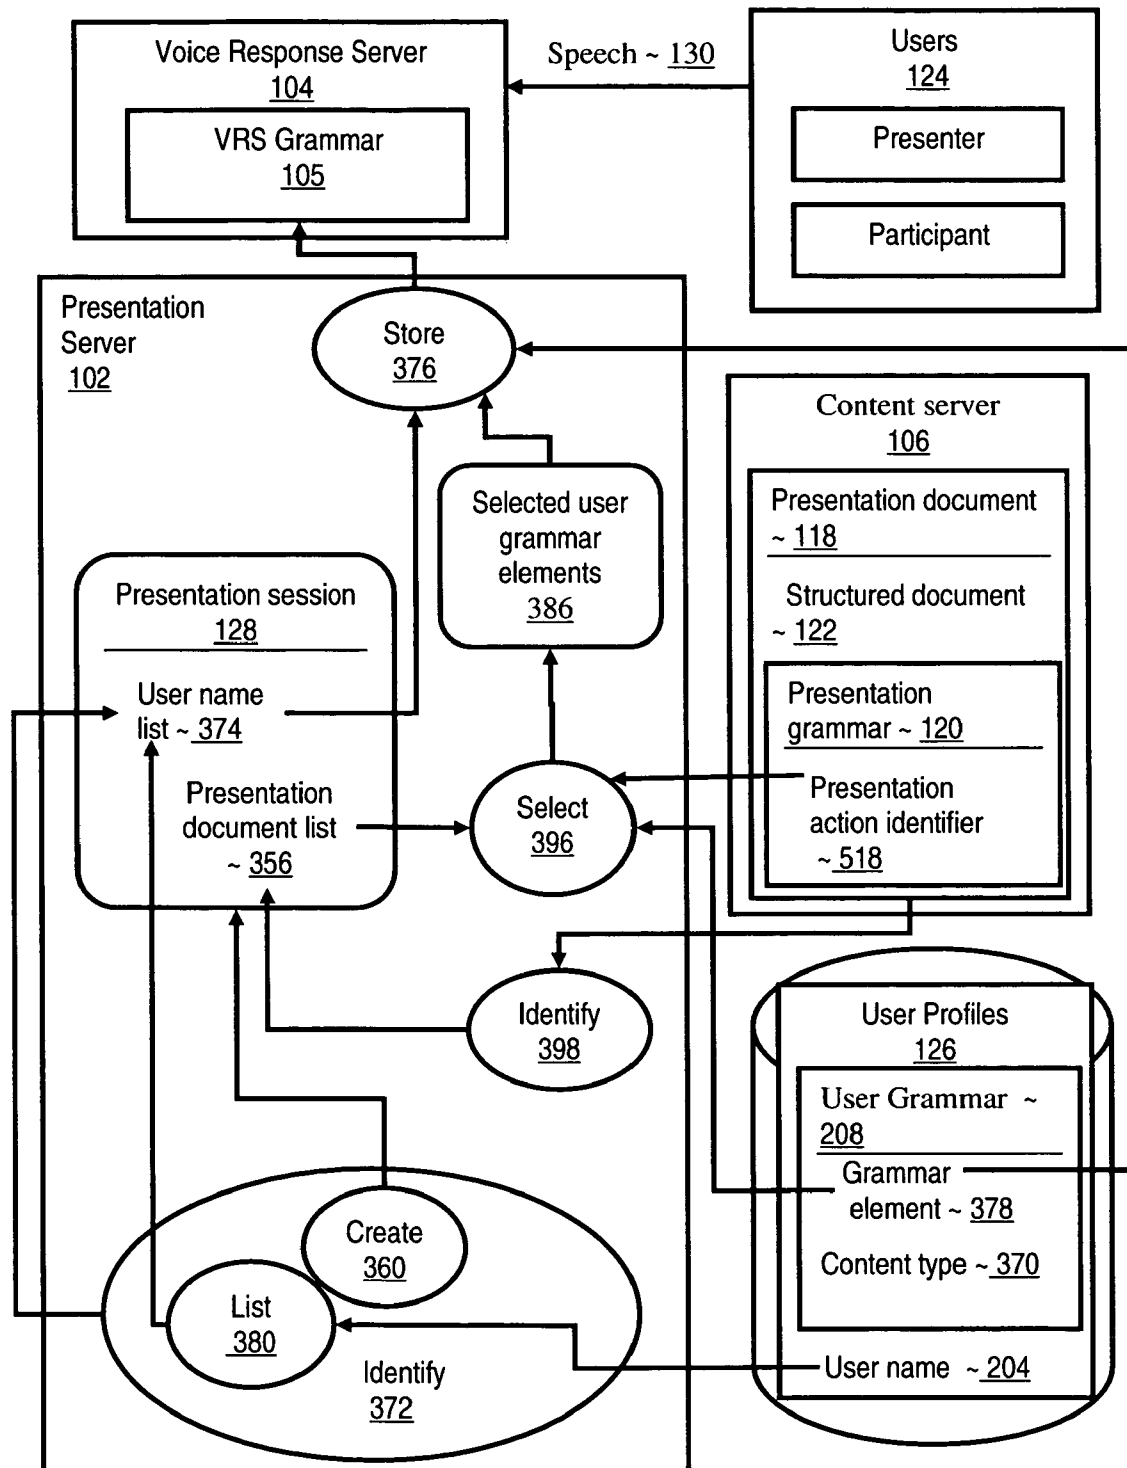 Voice Response Server
104
VRS Grammar
105
Speech ~ 130
Users
124
Presenter
Participant
Presentation
Server
102
Store
376
Content server
106
Presentation document
~ 118
Structured document
~ 122
Presentation
grammar ~ 120
Presentation
action identifier
~ 518
Selected user
grammar
elements
386
Presentation session
128
User name
list ~ 374
Presentation
document list
~ 356
Select
396
Identify
398
User Profiles
126
User Grammar ~
208
Grammar
element ~ 378
Content type ~ 370
User name ~ 204
Create
360
List
380
Identify
372